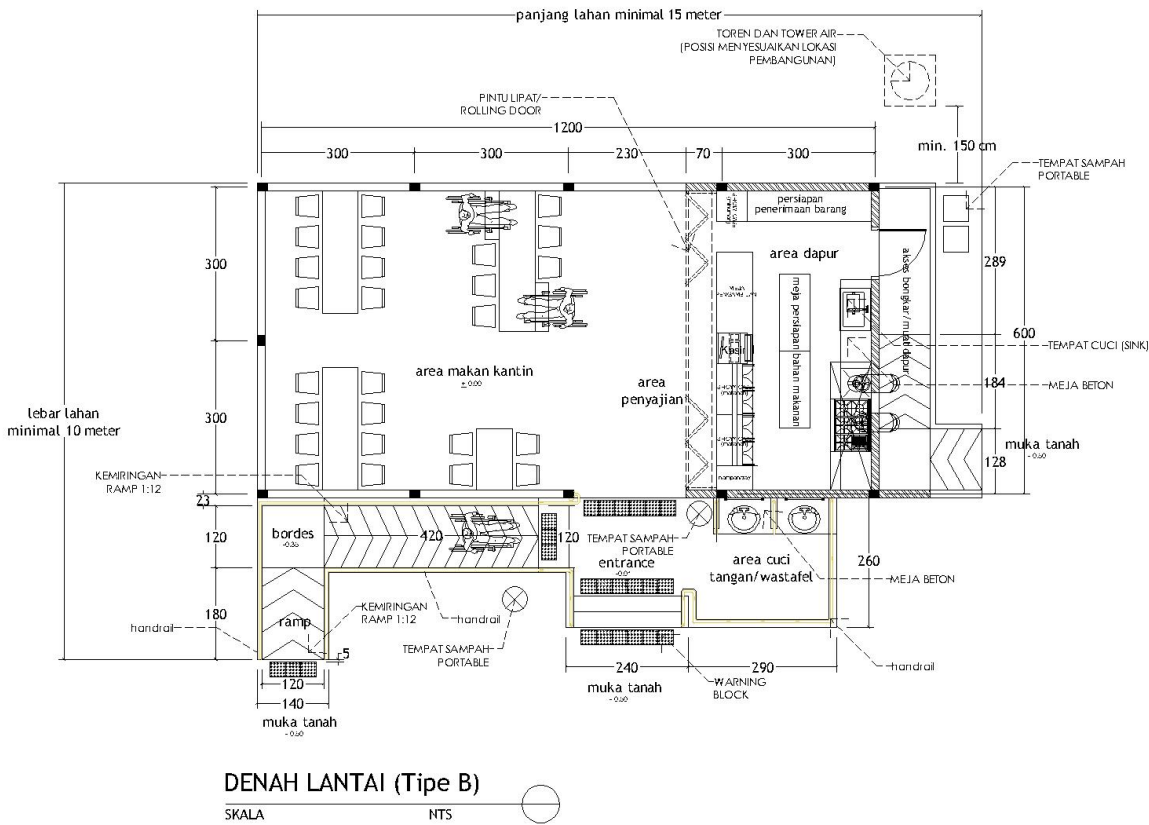 panjang lahan minimal 15 meter
TOREN DAN TOWER AIR
(POSISI MENYESUAIKAN LOKASI
PEMBANGUNAN)
PINTU LIPAT/
ROLLING DOOR
1200
300
300
230
70
300
min. 150 cm
TEMPAT SAMPAH
PORTABLE
persiapan
penerimaan barang
area dapur
akses bongkar/muat dapur
meja persiapan bahan makanan
289
300
600
TEMPAT CUCI (SINK)
Kasir
area makan kantin
± 0.00
area
penyajian
184
MEJA BETON
lebar lahan
minimal 10 meter
300
muka tanah
- 0.50
128
KEMIRINGAN
RAMP 1:12
23
120
bordes
-0.35
420
120
TEMPAT SAMPAH
PORTABLE
entrance
area cuci
tangan/wastafel
260
MEJA BETON
180
ramp
KEMIRINGAN
RAMP 1:12
handrail
handrail
TEMPAT SAMPAH
PORTABLE
5
handrail
240
290
WARNING
BLOCK
muka tanah
- 0.50
120
140
muka tanah
- 0.50
DENAH LANTAI (Tipe B)
SKALA NTS